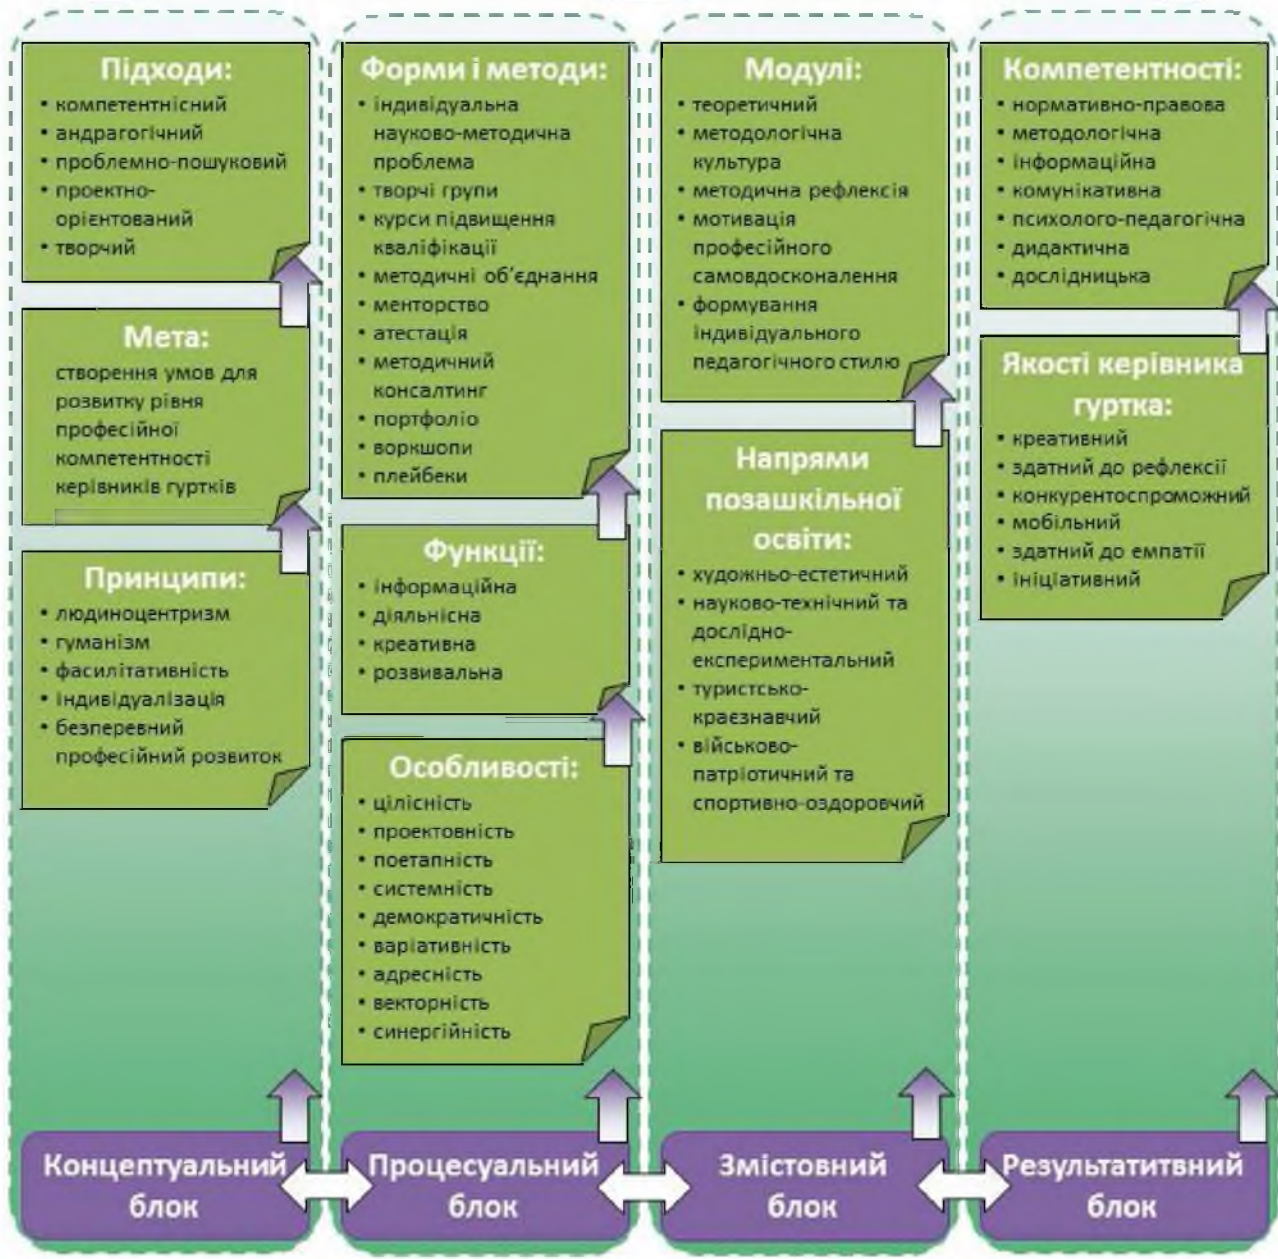 Підходи:
• компетентнісний
• андрагогічний
• проблемно-пошуковий
• проектно-
орієнтований
• творчий
Мета:
створення умов для
розвитку рівня
професійної
компетентності
керівників гуртків
Принципи:
• людиноцентризм
• гуманізм
• фасилітативність
• індивідуалізація
• безперевний
професійний розвиток
Концептуальний
блок
Форми і методи:
• індивідуальна
науково-методична
проблема
• творчі групи
• курси підвищення
кваліфікації
• методичні об’єднання
• менторство
• атестація
• методичний
консалтинг
• портфоліо
• воркшопи
• плейбеки
Функції:
• інформаційна
• діяльнісна
• креативна
• розвивальна
Особливості:
• цілісність
• проектовність
• поетапність
• системність
• демократичність
• варіативність
• адресність
• векторність
• синергійність
Процесуальний
блок
Модулі:
• теоретичний
• методологічна
культура
• методична рефлексія
• мотивація
професійного
самовдосконалення
• формування
індивідуального
педагогічного стилю
Напрями
позашкільної
освіти:
• художньо-естетичний
• науково-технічний та
дослідно-
експериментальний
• туристсько-
краєзнавчий
• військово-
патріотичний та
спортивно-оздоровчий
Змістовний
блок
Компетентності:
• нормативно-правова
• методологічна
• інформаційна
• комунікативна
• психолого-педагогічна
• дидактична
• дослідницька
Якості керівника
гуртка:
• креативний
• здатний до рефлексії
• конкурентоспроможний
• мобільний
• здатний до емпатії
• ініціативний
Результатитвний
блок